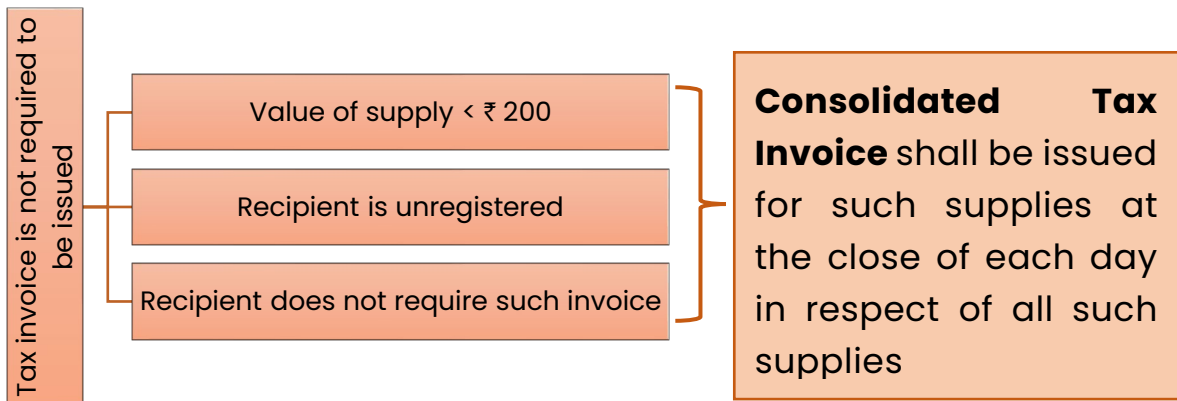 Tax invoice is not required to
be issued
Value of supply < ₹ 200
Recipient is unregistered
Recipient does not require such invoice
Consolidated Tax
Invoice shall be issued
for such supplies at
the close of each day
in respect of all such
supplies